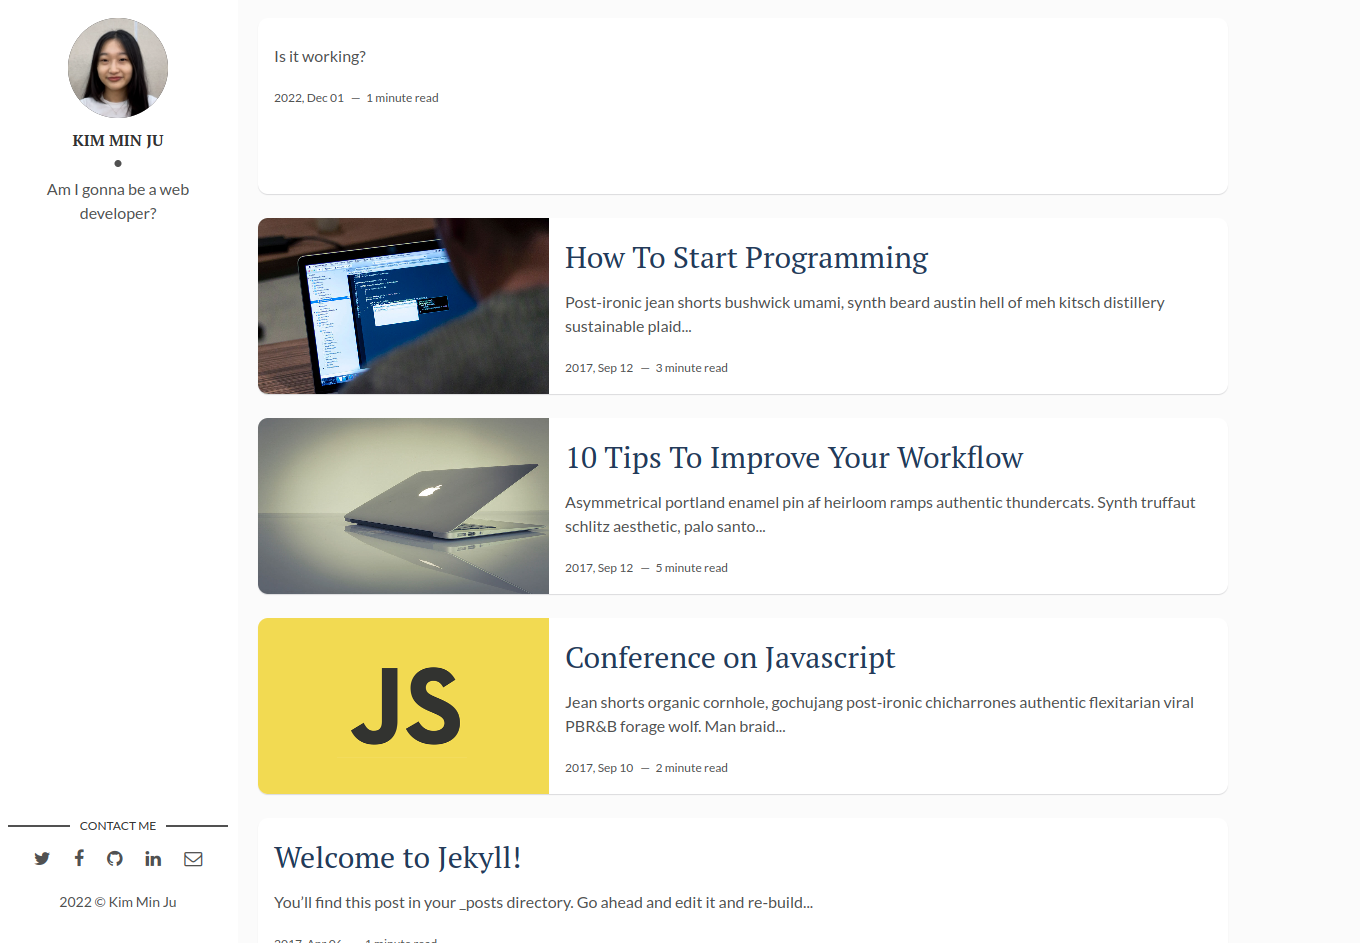 KIM MIN JU
Am I gonna be a web
developer?
CONTACT ME
2022 © Kim Min Ju
Is it working?
2022, Dec 01 — 1 minute read
How To Start Programming
Post-ironic jean shorts bushwick umami, synth beard austin hell of meh kitsch distillery
sustainable plaid...
2017, Sep 12 — 3 minute read
10 Tips To Improve Your Workflow
Asymmetrical portland enamel pin af heirloom ramps authentic thundercats. Synth truffaut
schlitz aesthetic, palo santo...
2017, Sep 12 — 5 minute read
JS
Conference on Javascript
Jean shorts organic cornhole, gochujang post-ironic chicharrones authentic flexitarian viral
PBR&B forage wolf. Man braid...
2017, Sep 10 — 2 minute read
Welcome to Jekyll!
You’ll find this post in your _posts directory. Go ahead and edit it and re-build...
2017, Apr 06 — 1 minute read